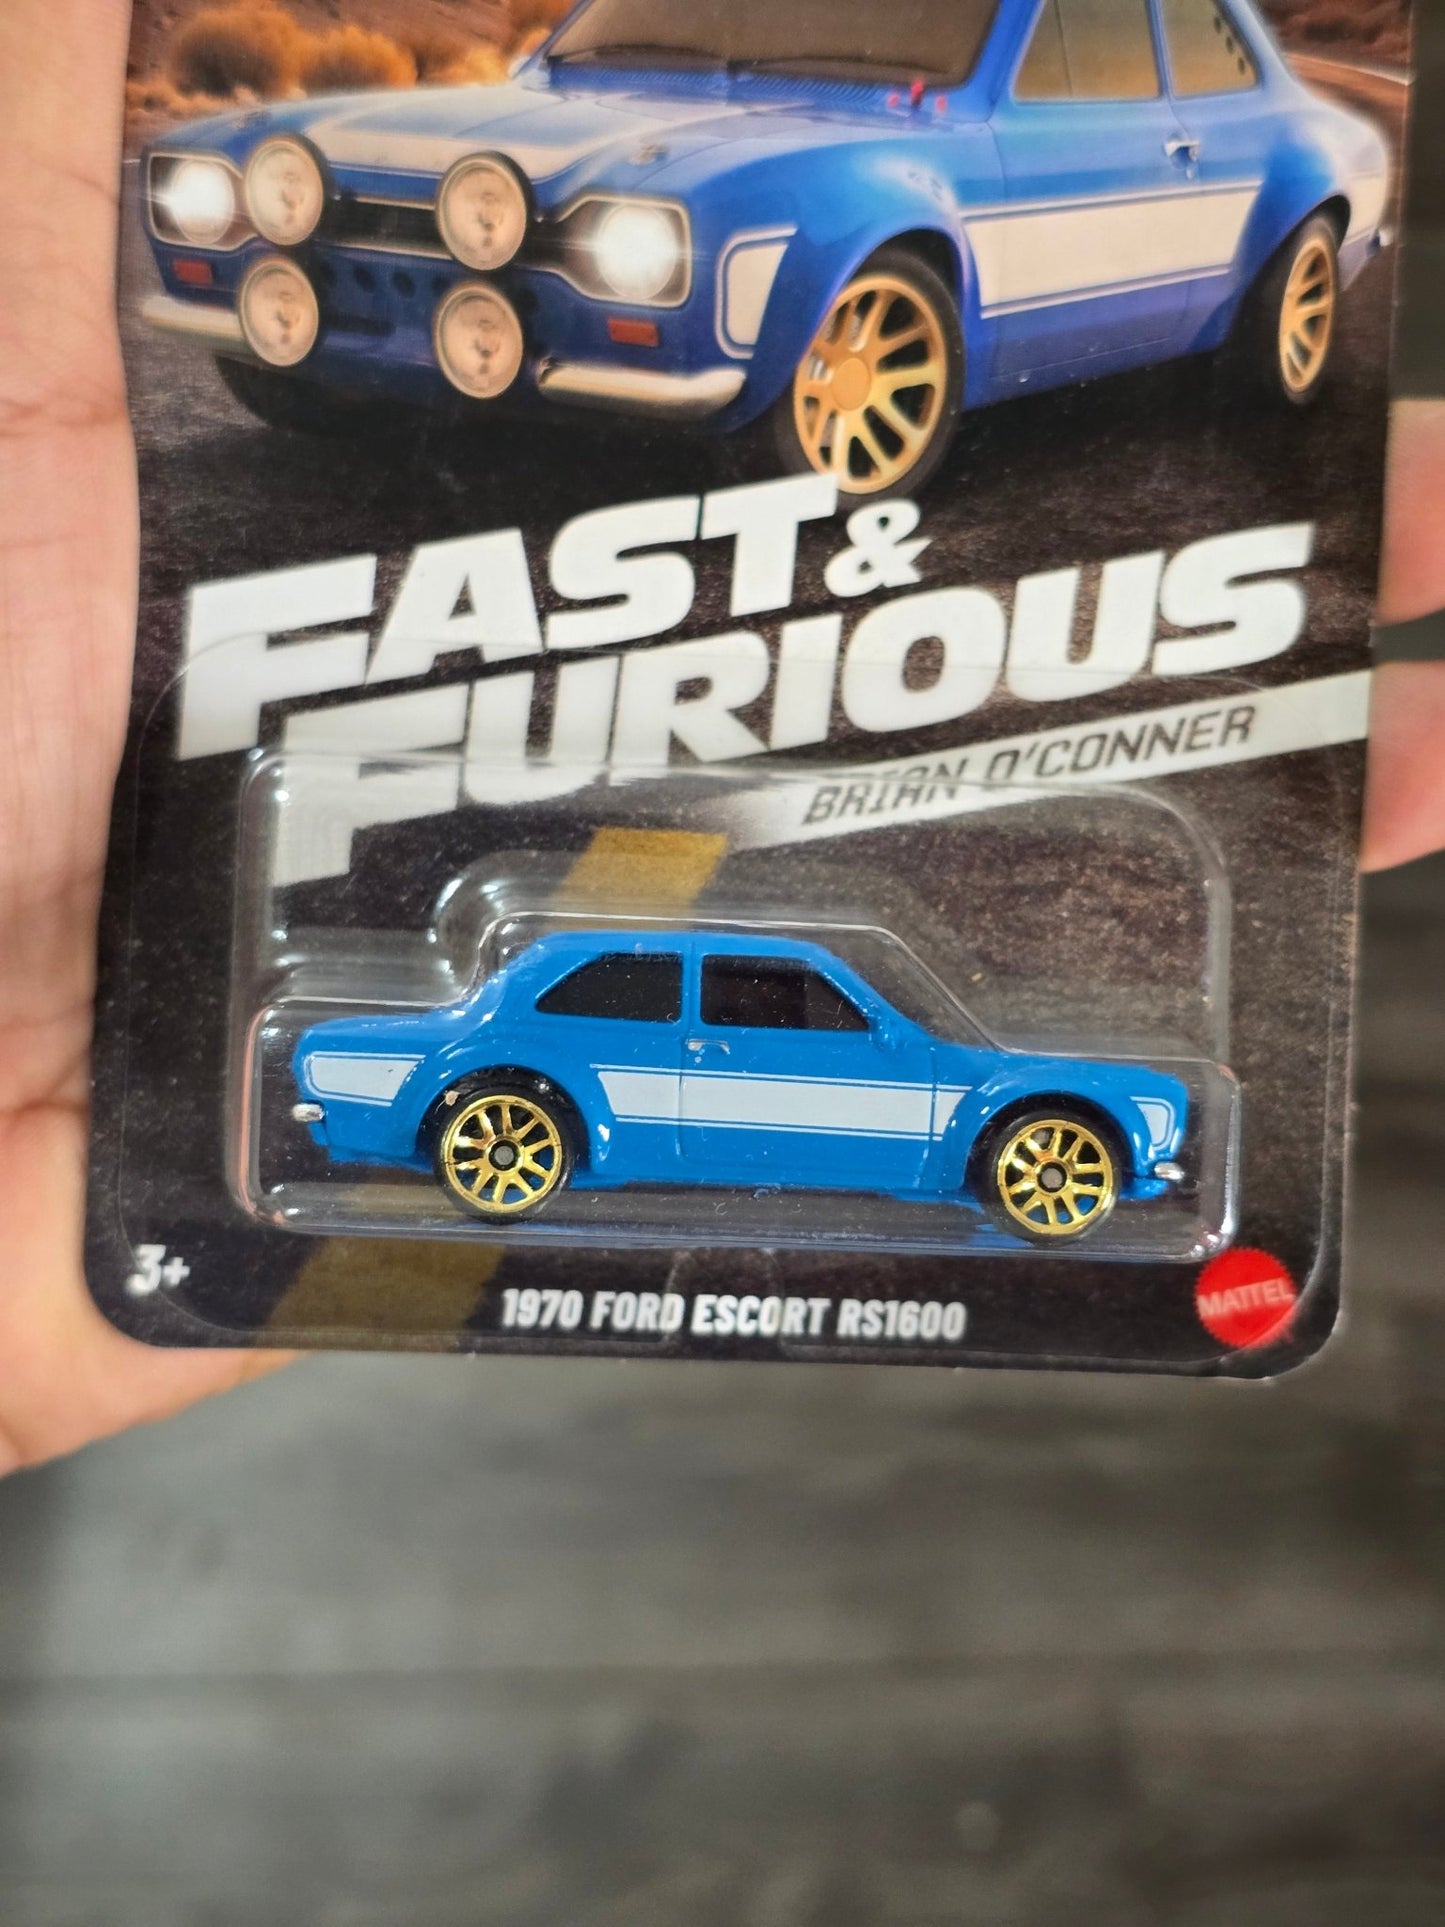 FAST &
FURIOUS
BRIAN O'CONNER
3+
1970 FORD ESCORT RS1600
MATTEL